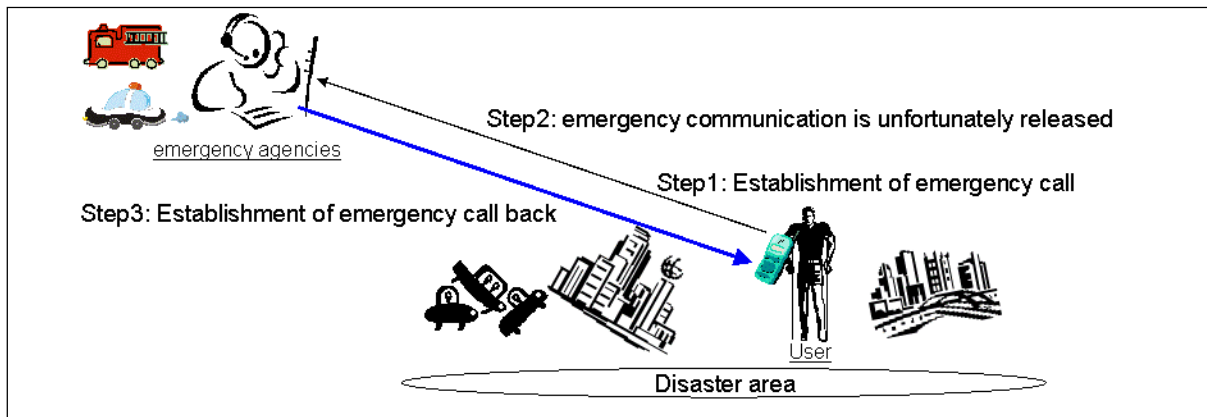 Step2: emergency communication is unfortunately released
emergency agencies
Step1: Establishment of emergency call
Step3: Establishment of emergency call back
User
Disaster area